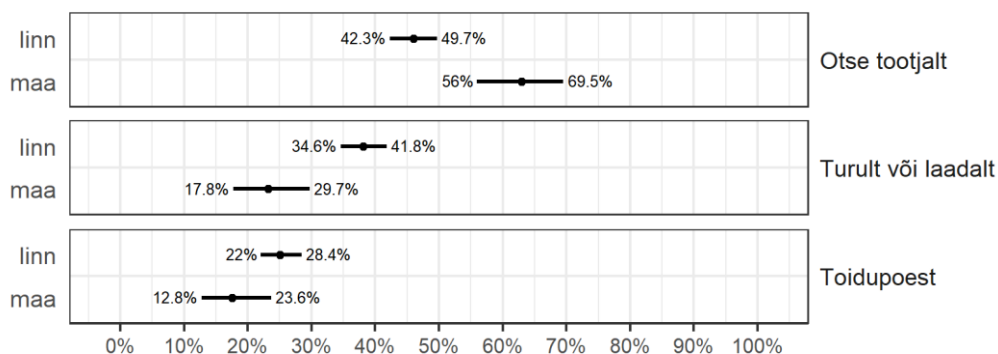 linn 42.3% 49.7%
Otse tootjalt
maa 56% 69.5%
linn 34.6% 41.8%
Turult või laadalt
maa 17.8% 29.7%
linn 22% 28.4%
Toidupoest
maa 12.8% 23.6%
0% 10% 20% 30% 40% 50% 60% 70% 80% 90% 100%